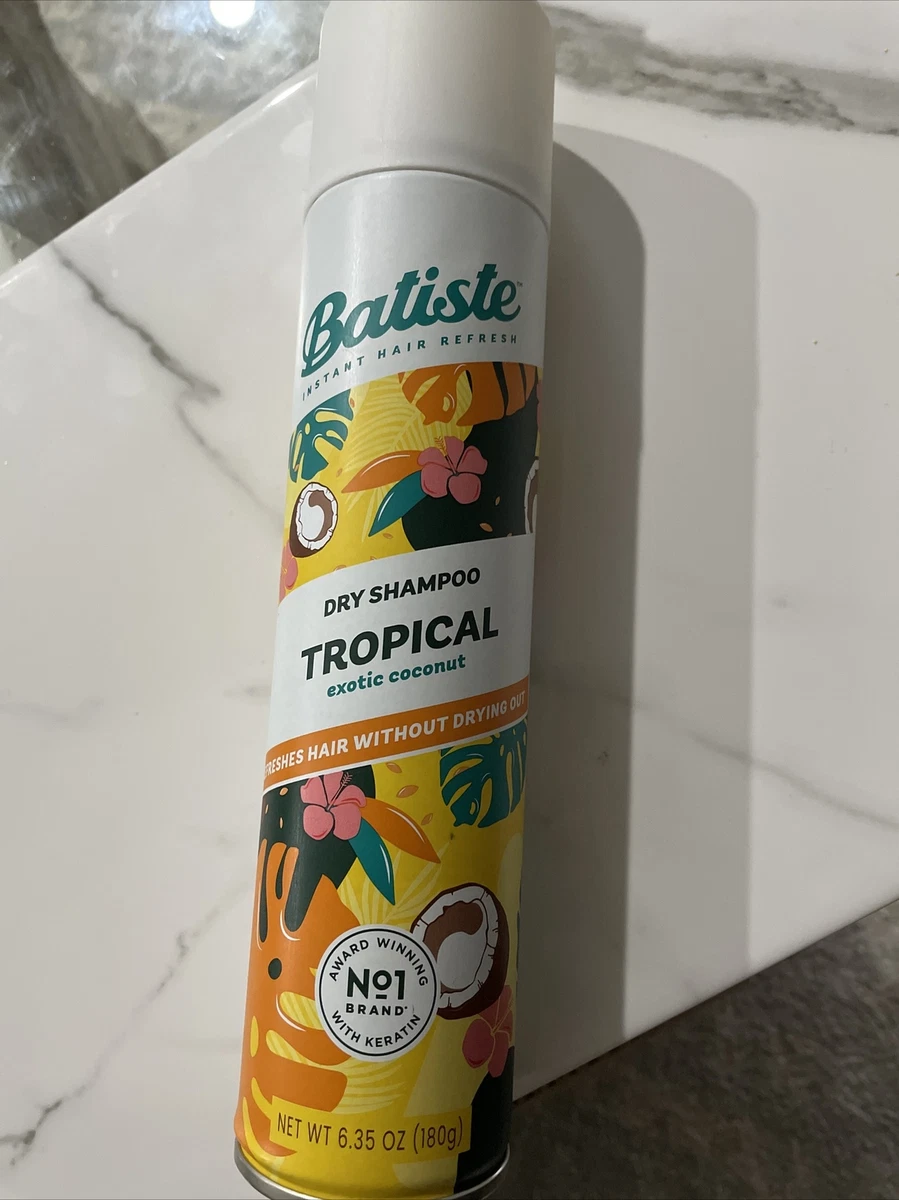 Batiste™
INSTANT HAIR REFRESH
DRY SHAMPOO
TROPICAL
exotic coconut
FRESHES HAIR WITHOUT DRYING OUT
AWARD WINNING
No1
BRAND*
WITH KERATIN
NET WT 6.35 OZ (180g)